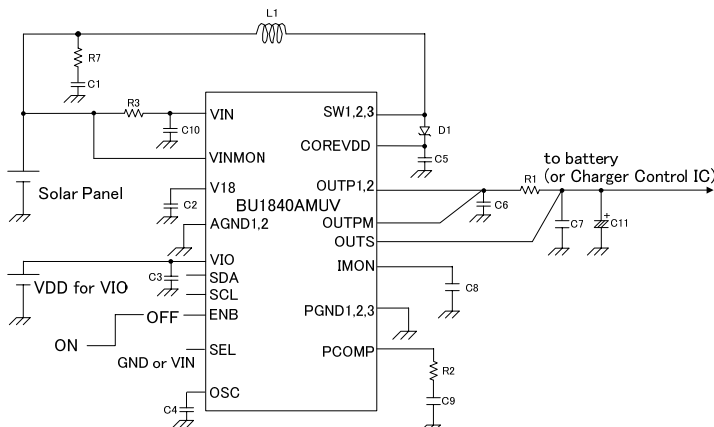 L1
R7
C1
R3
C10
VIN
SW1,2,3
D1
VINMON
COREVDD
C5
to battery
(or Charger Control IC)
Solar Panel
V18
OUTP1,2
R1
C2
BU1840AMUV
C6
AGND1,2
OUTPM
C7
+
C11
OUTS
VIO
IMON
C3
SDA
VDD for VIO
SCL
C8
OFF
ENB
PGND1,2,3
ON
GND or VIN
SEL
PCOMP
R2
OSC
C4
C9